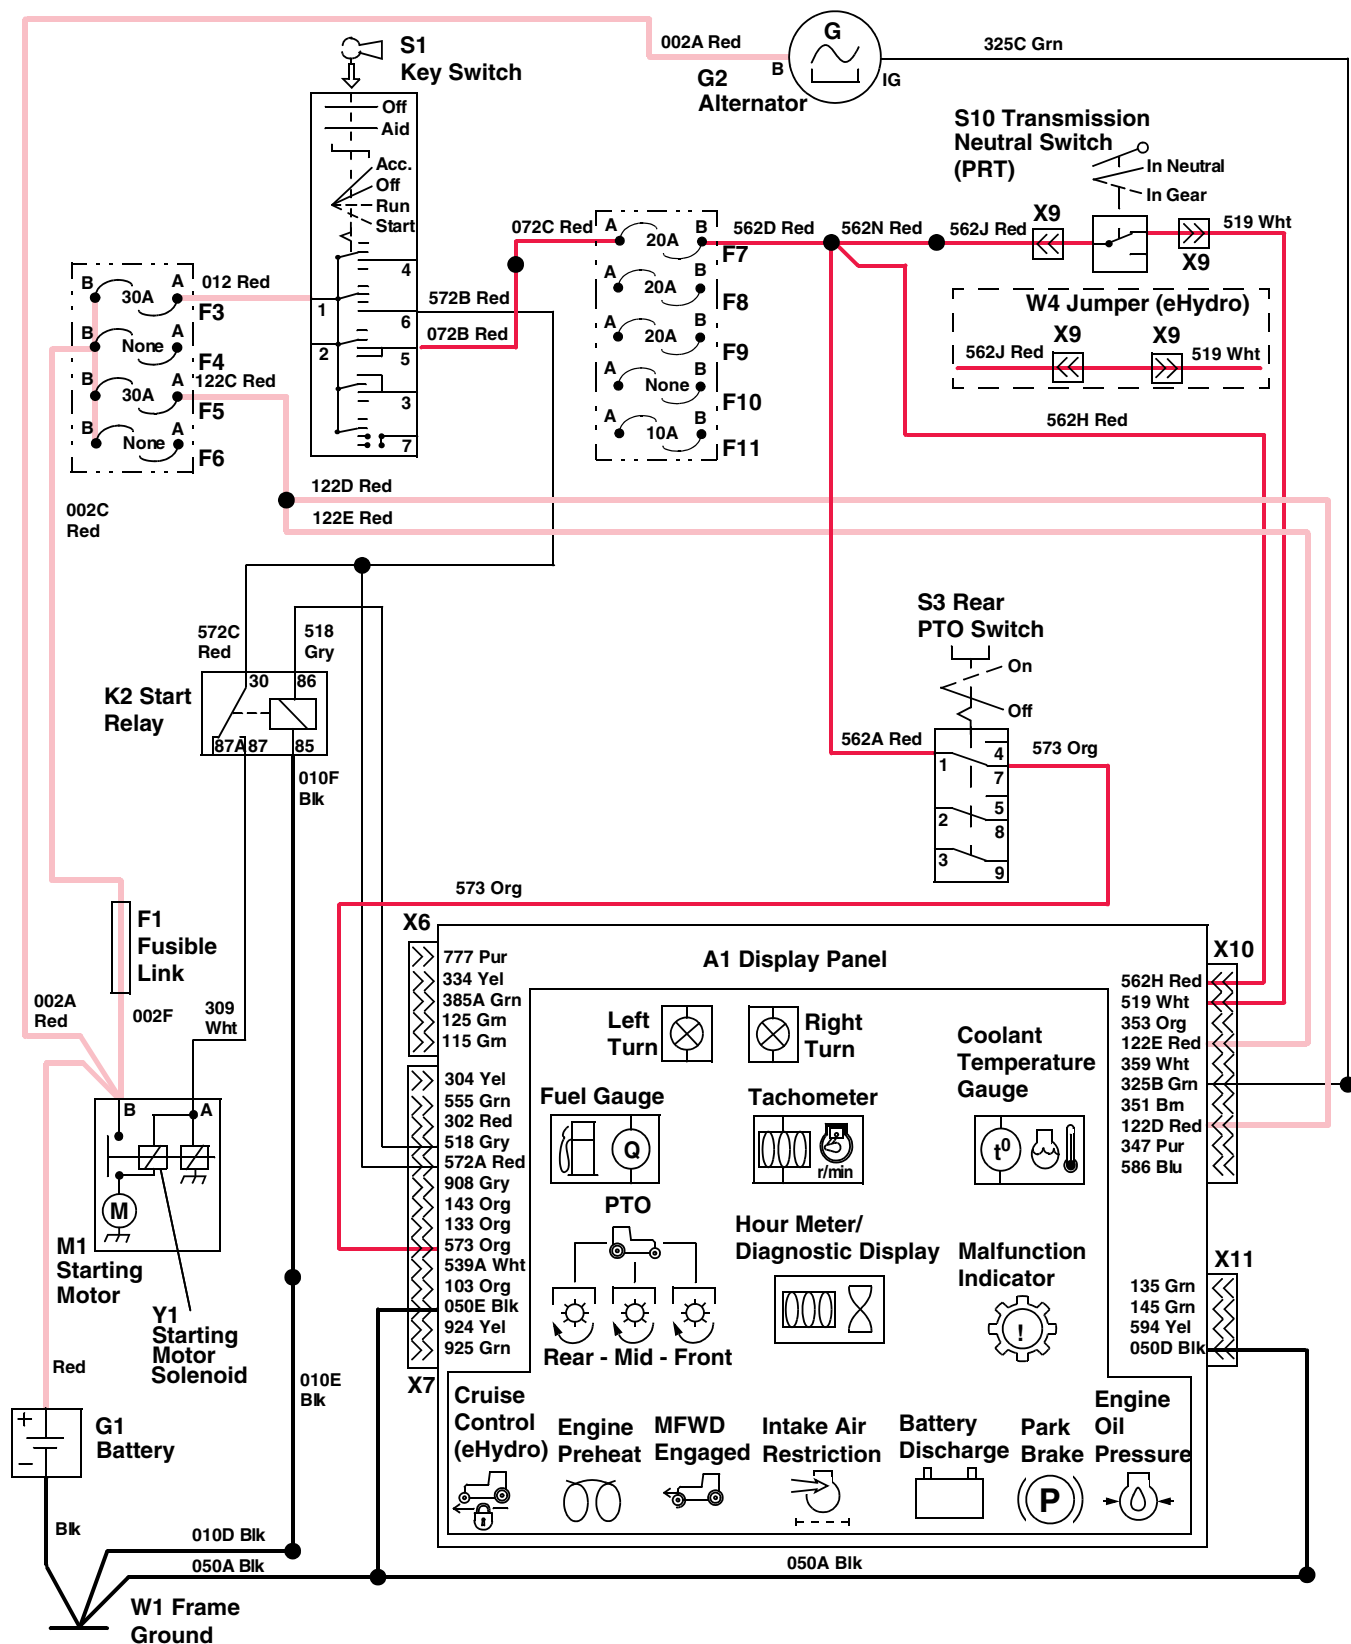 002A Red
G
325C Grn
B
IG
G2
Alternator
S1
Key Switch
Off
Aid
Acc.
Off
Run
Start
4
1
6
2
5
3
7
S10 Transmission
Neutral Switch
(PRT)
In Neutral
In Gear
X9
519 Wht
X9
072C Red
A
20A
B
F7
562D Red
562N Red
562J Red
A
20A
B
F8
A
20A
B
F9
A
None
B
F10
A
10A
B
F11
W4 Jumper (eHydro)
X9
X9
562J Red
519 Wht
562H Red
B
30A
A
F3
012 Red
B
None
A
F4
B
30A
A
F5
122C Red
B
None
A
F6
572B Red
072B Red
002C
Red
122D Red
122E Red
572C
Red
518
Gry
K2 Start
Relay
30
86
87A
87
85
010F
Blk
S3 Rear
PTO Switch
On
Off
562A Red
573 Org
1
4
7
2
5
8
3
9
F1
Fusible
Link
002A
Red
002F
309
Wht
B
A
M
M1
Starting
Motor
Y1
Starting
Motor
Solenoid
Red
G1
Battery
+
−
Blk
010E
Blk
010D Blk
050A Blk
050A Blk
W1 Frame
Ground
573 Org
X6
777 Pur
334 Yel
385A Grn
125 Grn
115 Grn
304 Yel
555 Grn
302 Red
518 Gry
572A Red
908 Gry
143 Org
133 Org
573 Org
539A Wht
103 Org
050E Blk
924 Yel
925 Grn
X7
A1 Display Panel
Left
Turn
Right
Turn
Coolant
Temperature
Gauge
Fuel Gauge
Q
Tachometer
r/min
t⁰
PTO
Rear - Mid - Front
Hour Meter/
Diagnostic Display
Malfunction
Indicator
!
Cruise
Control
(eHydro)
Engine
Preheat
MFWD
Engaged
Intake Air
Restriction
Battery
Discharge
Park
Brake
P
Engine
Oil
Pressure
X10
562H Red
519 Wht
353 Org
122E Red
359 Wht
325B Grn
351 Brn
122D Red
347 Pur
586 Blu
X11
135 Grn
145 Grn
594 Yel
050D Blk